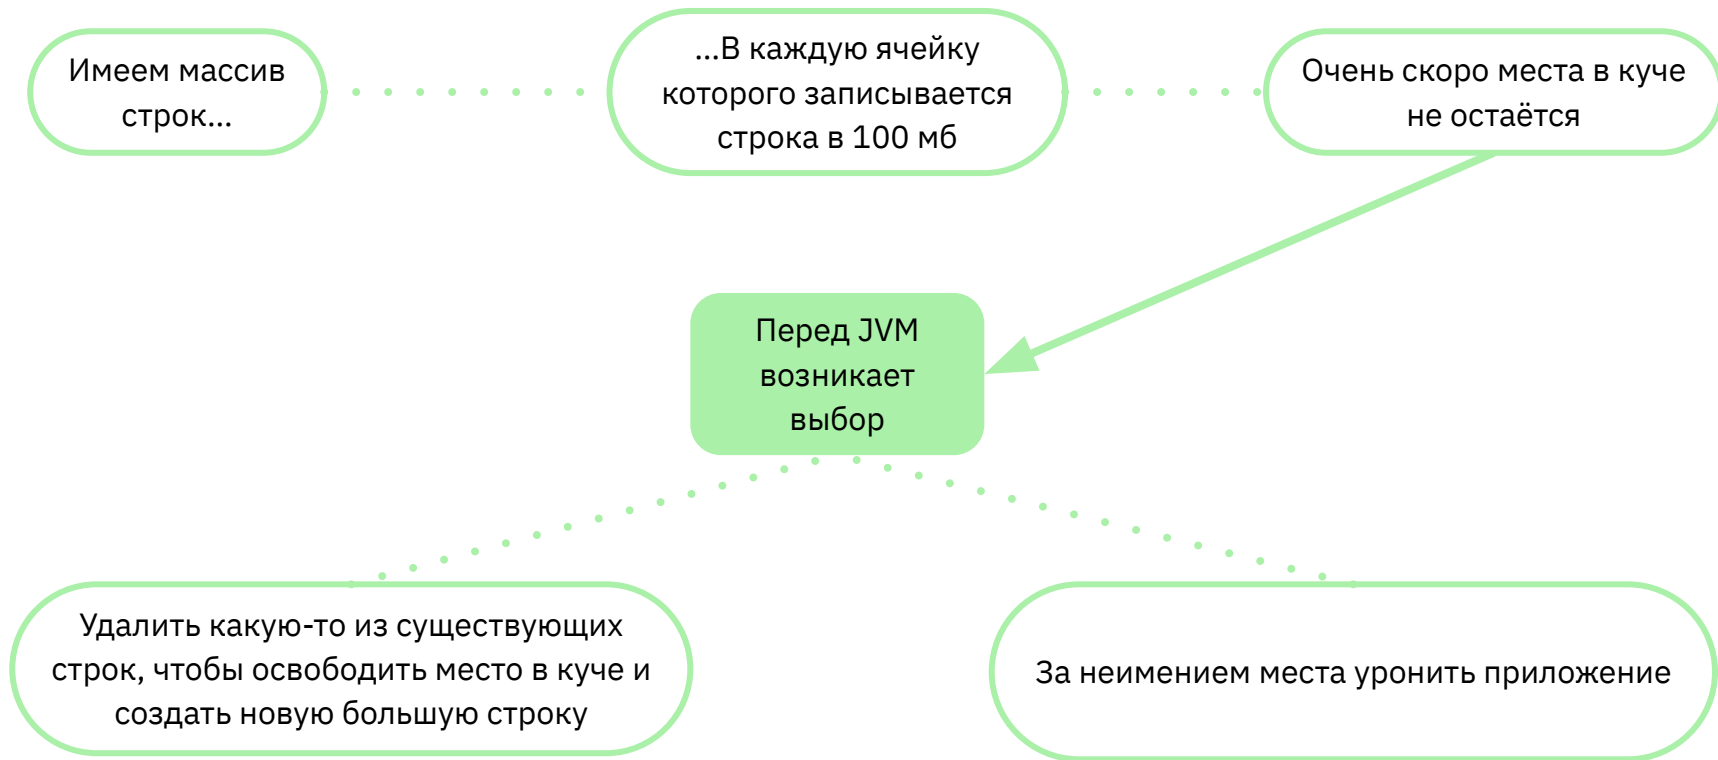 Имеем массив
строк...
...В каждую ячейку
которого записывается
строка в 100 мб
Очень скоро места в куче
не остаётся
Перед JVM
возникает
выбор
Удалить какую-то из существующих
строк, чтобы освободить место в куче и
создать новую большую строку
За неимением места уронить приложение